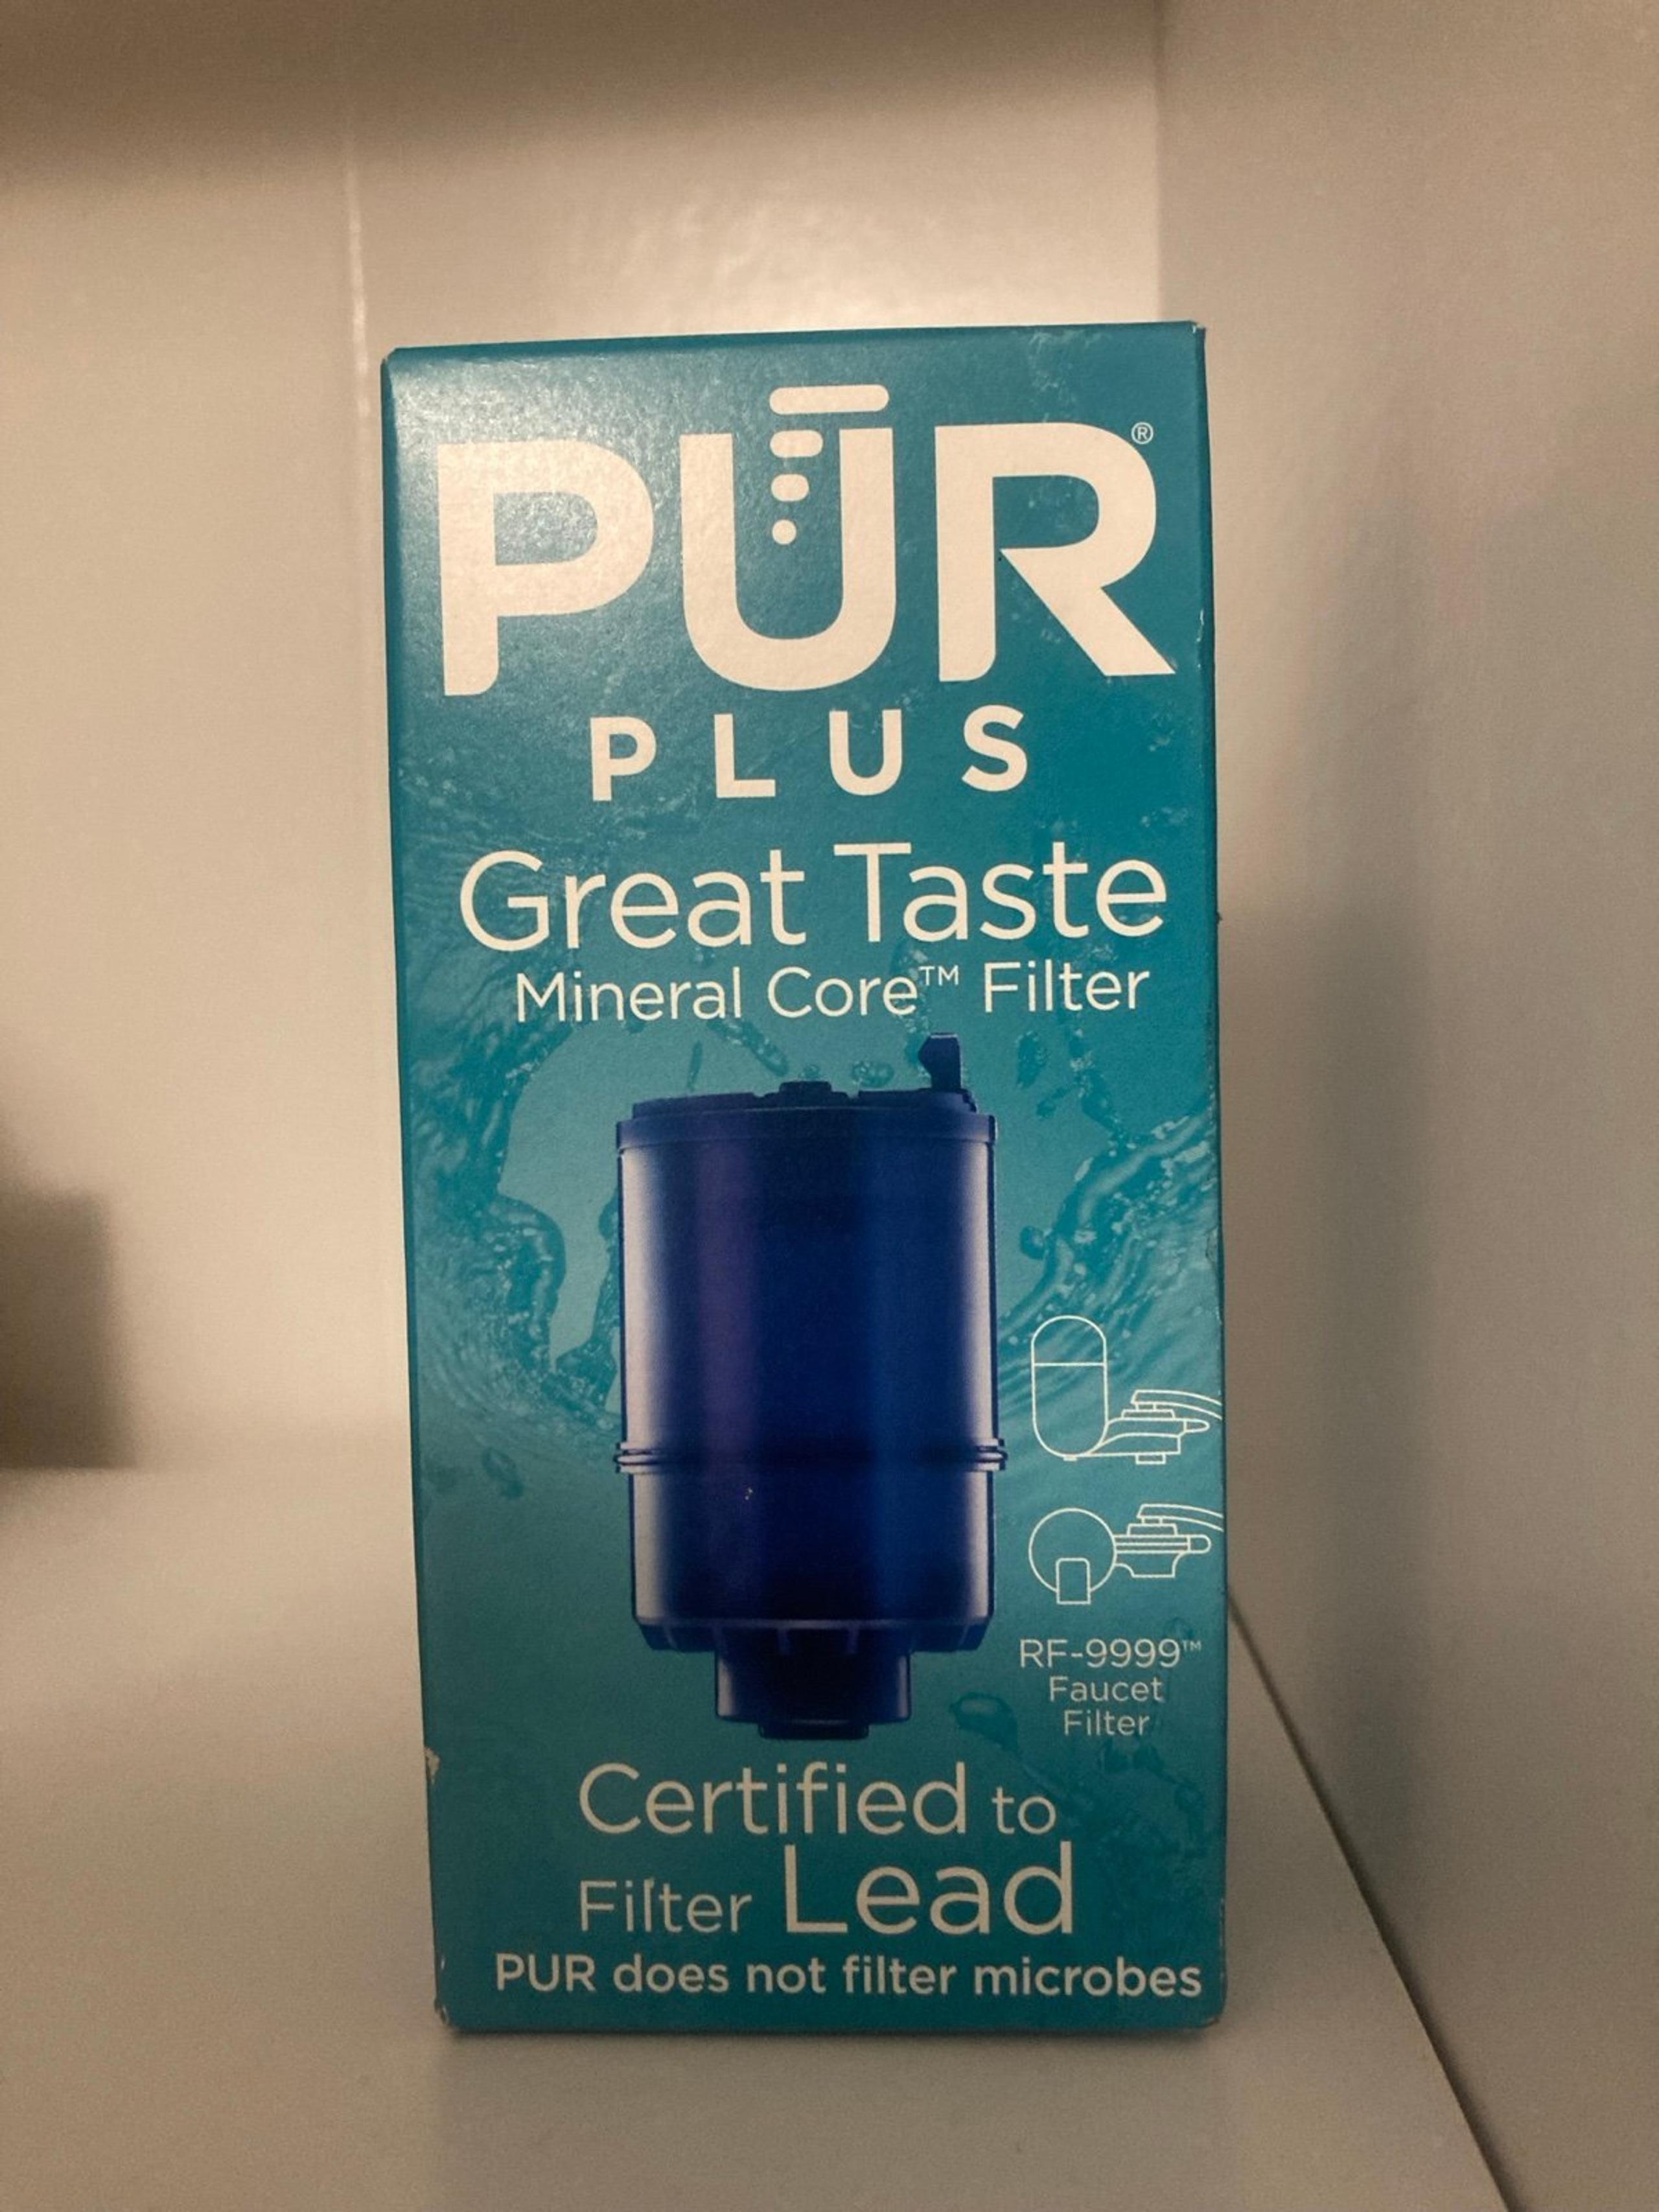 PUR®
PLUS
Great Taste
Mineral Core™ Filter
RF-9999™
Faucet
Filter
Certified to
Filter Lead
PUR does not filter microbes